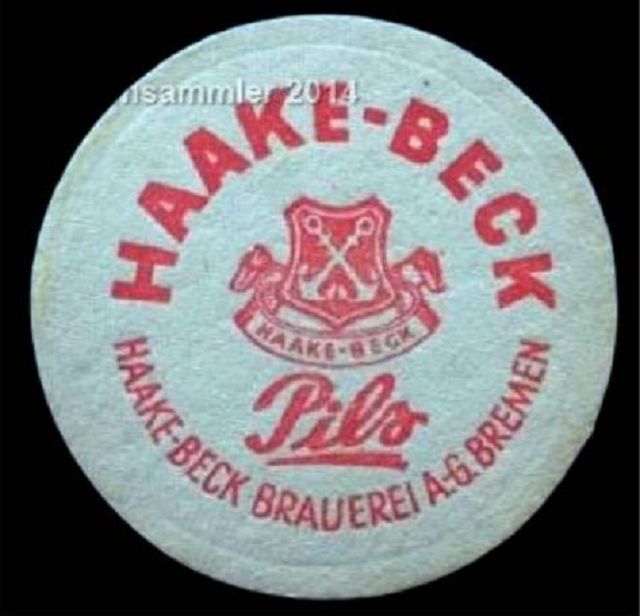 nsammler 2014
HAAKE-BECK
HAAKE-BECK
Pils
HAAKE-BECK BRAUEREI A.-G. BREMEN